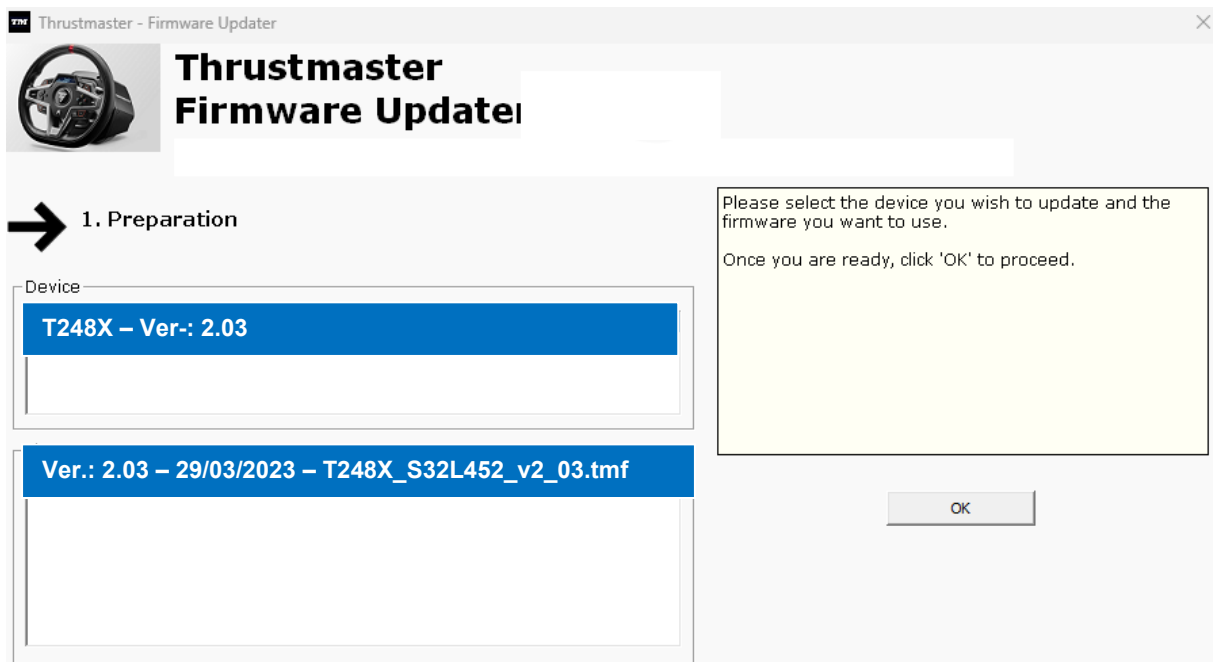 Thrustmaster - Firmware Updater
Thrustmaster
Firmware Updater
1. Preparation
Please select the device you wish to update and the
firmware you want to use.
Once you are ready, click 'OK' to proceed.
Device
T248X – Ver-: 2.03
Ver.: 2.03 – 29/03/2023 – T248X_S32L452_v2_03.tmf
OK